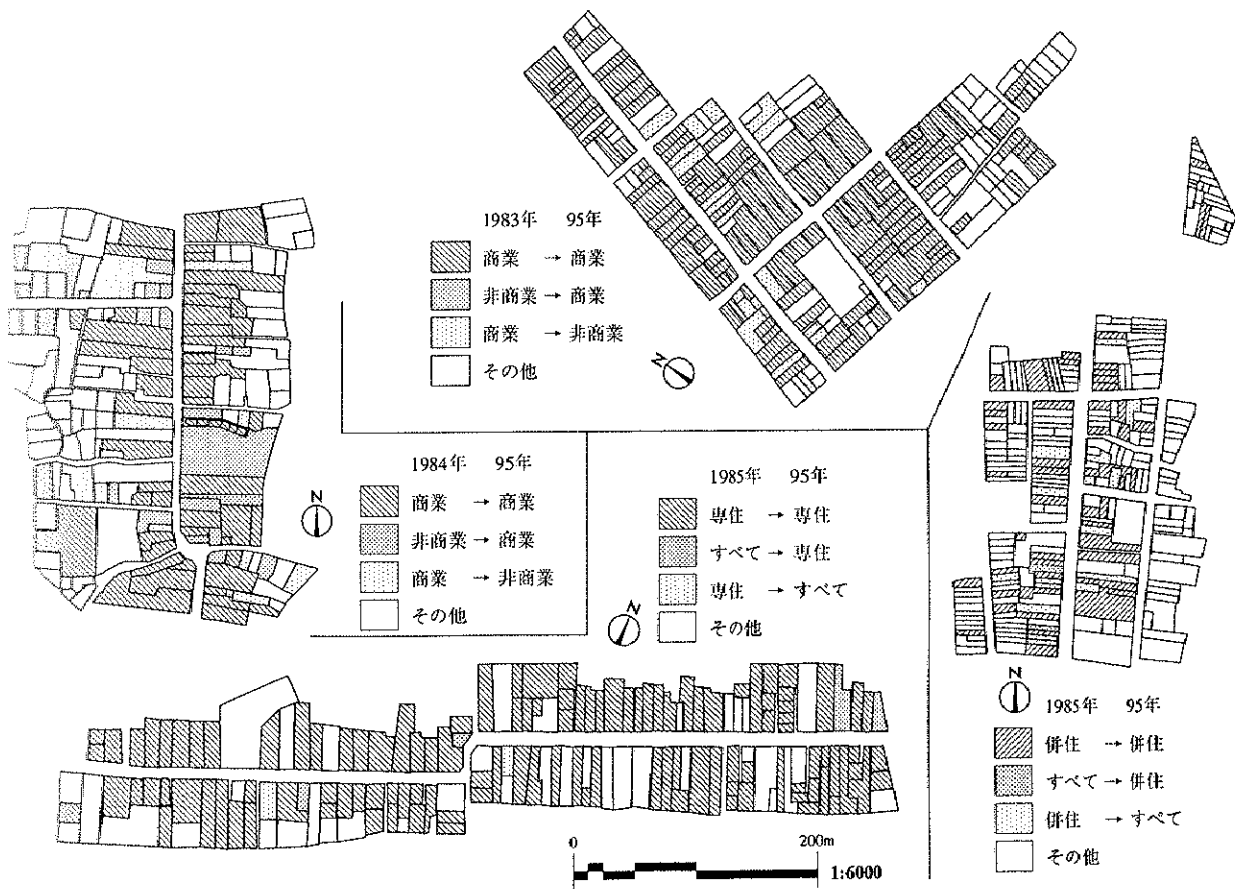 1983年 95年
商業 → 商業
非商業 → 商業
商業 → 非商業
その他
N
1984年 95年
商業 → 商業
非商業 → 商業
商業 → 非商業
その他
N
1985年 95年
専住 → 専住
すべて → 専住
専住 → すべて
その他
N
N
1985年 95年
併住 → 併住
すべて → 併住
併住 → すべて
その他
0 200m
1:6000